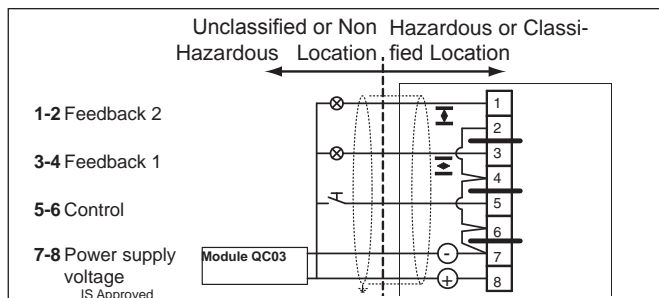 Unclassified or Non Hazardous or Classi-
Hazardous Location fied Location
1-2 Feedback 2
3-4 Feedback 1
5-6 Control
7-8 Power supply
voltage
IS Approved
Module QC03
1
2
3
4
5
6
7
8
-
+